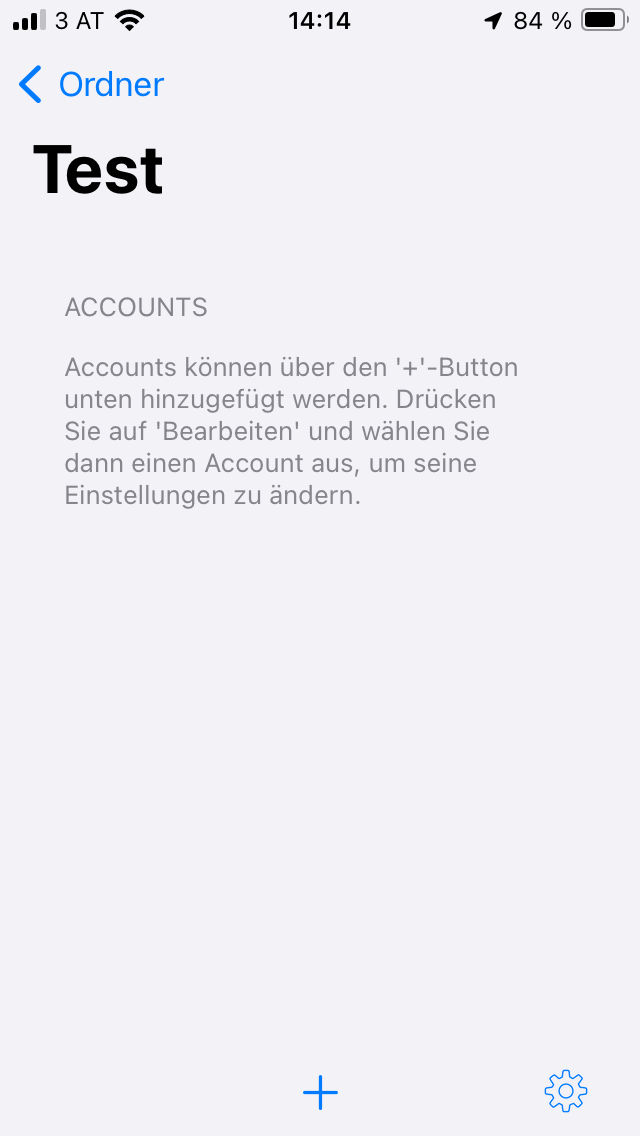 3 AT 14:14 84 %
Ordner
Test
ACCOUNTS
Accounts können über den '+'-Button
unten hinzugefügt werden. Drücken
Sie auf 'Bearbeiten' und wählen Sie
dann einen Account aus, um seine
Einstellungen zu ändern.